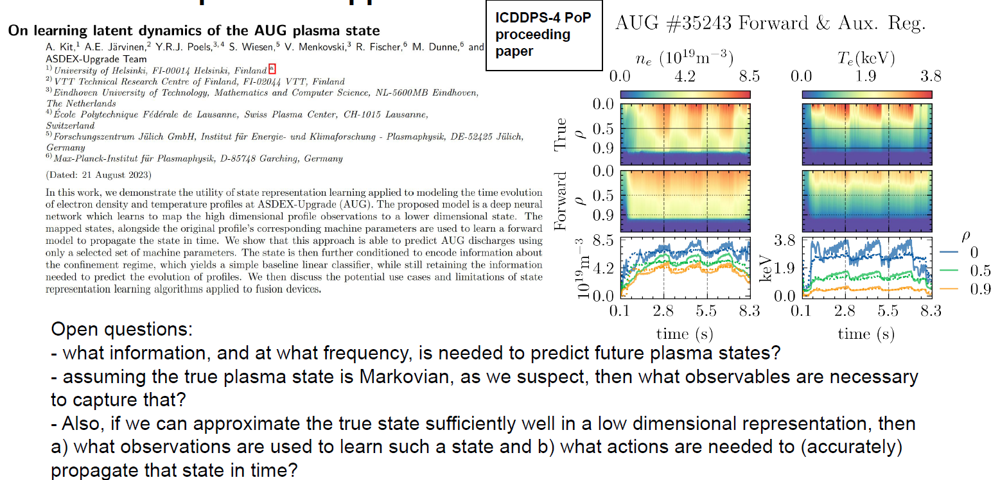 On learning latent dynamics of the AUG plasma state
A. Kit,1 A.E. Järvinen,2 Y.R.J. Poels,3,4 S. Wiesen,5 V. Menkovski,3 R. Fischer,6 M. Dunne,6 and
ASDEX-Upgrade Team
1) University of Helsinki, FI-00014 Helsinki, Finland a
2) VTT Technical Research Centre of Finland, FI-02044 VTT, Finland
3) Eindhoven University of Technology, Mathematics and Computer Science, NL-5600MB Eindhoven,
The Netherlands
4) École Polytechnique Fédérale de Lausanne, Swiss Plasma Center, CH-1015 Lausanne,
Switzerland
5) Forschungszentrum Jülich GmbH, Institut für Energie- und Klimaforschung - Plasmaphysik, DE-52425 Jülich,
Germany
6) Max-Planck-Institut für Plasmaphysik, D-85748 Garching, Germany
(Dated: 21 August 2023)
In this work, we demonstrate the utility of state representation learning applied to modeling the time evolution
of electron density and temperature profiles at ASDEX-Upgrade (AUG). The proposed model is a deep neural
network which learns to map the high dimensional profile observations to a lower dimensional state. The
mapped states, alongside the original profile's corresponding machine parameters are used to learn a forward
model to propagate the state in time. We show that this approach is able to predict AUG discharges using
only a selected set of machine parameters. The state is then further conditioned to encode information about
the confinement regime, which yields a simple baseline linear classifier, while still retaining the information
needed to predict the evolution of profiles. We then discuss the potential use cases and limitations of state
representation learning algorithms applied to fusion devices.
ICDDPS-4 PoP
proceeding
paper
AUG #35243 Forward & Aux. Reg.
ne (10^19 m−3)
0.0 4.2 8.5
Te(keV)
0.0 1.9 3.8
True
ρ
0.0
0.5
0.9
Forward
ρ
0.0
0.5
0.9
10^19 m−3
8.5
4.2
0.0
keV
3.8
1.9
0.0
ρ
0
0.5
0.9
0.1 2.8 5.5 8.3
time (s)
0.1 2.8 5.5 8.3
time (s)
Open questions:
- what information, and at what frequency, is needed to predict future plasma states?
- assuming the true plasma state is Markovian, as we suspect, then what observables are necessary
to capture that?
- Also, if we can approximate the true state sufficiently well in a low dimensional representation, then
a) what observations are used to learn such a state and b) what actions are needed to (accurately)
propagate that state in time?